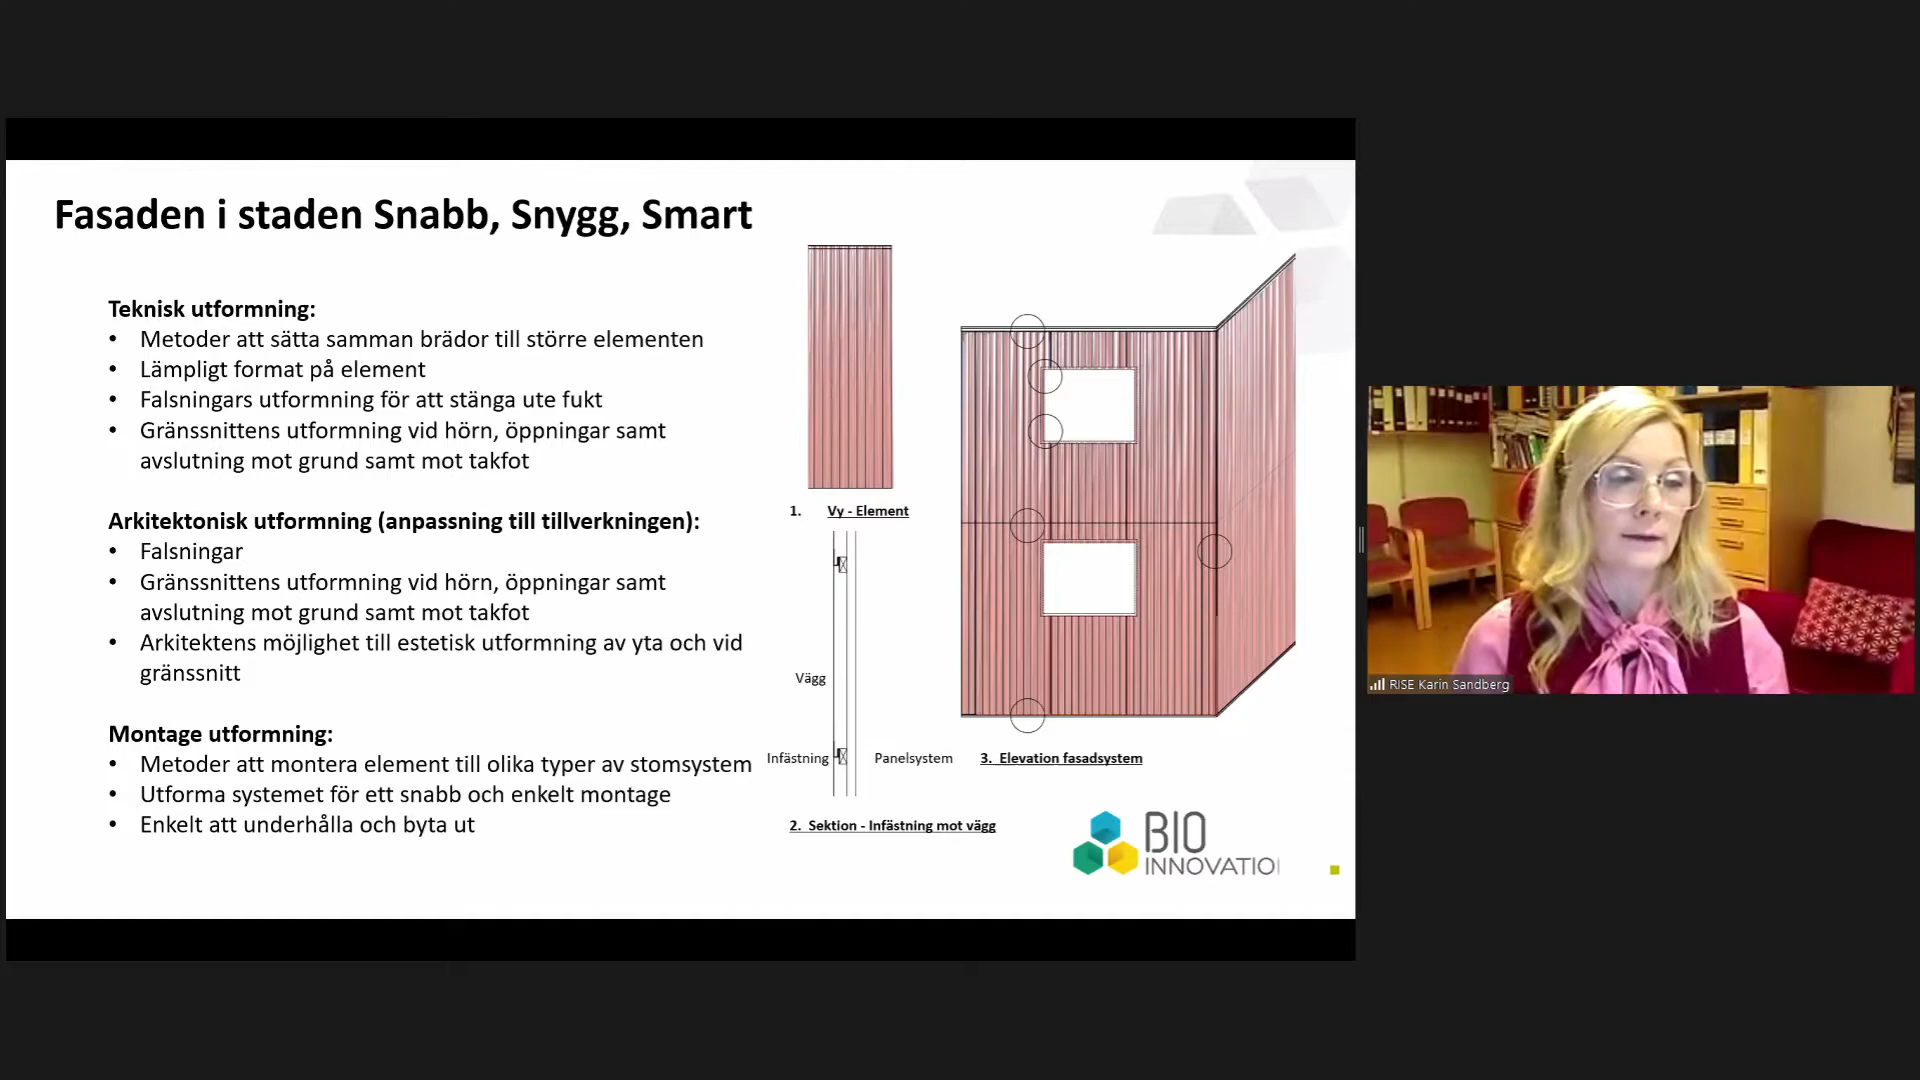 Fasaden i staden Snabb, Snygg, Smart
Teknisk utformning:
• Metoder att sätta samman brädor till större elementen
• Lämpligt format på element
• Falsningars utformning för att stänga ute fukt
• Gränssnittens utformning vid hörn, öppningar samt
avslutning mot grund samt mot takfot
Arkitektonisk utformning (anpassning till tillverkningen):
• Falsningar
• Gränssnittens utformning vid hörn, öppningar samt
avslutning mot grund samt mot takfot
• Arkitektens möjlighet till estetisk utformning av yta och vid
gränssnitt
Montage utformning:
• Metoder att montera element till olika typer av stomsystem
• Utforma systemet för ett snabb och enkelt montage
• Enkelt att underhålla och byta ut
1. Vy - Element
Vägg
Infästning
Panelsystem
2. Sektion - Infästning mot vägg
3. Elevation fasadsystem
BIO
INNOVATIO
RISE Karin Sandberg